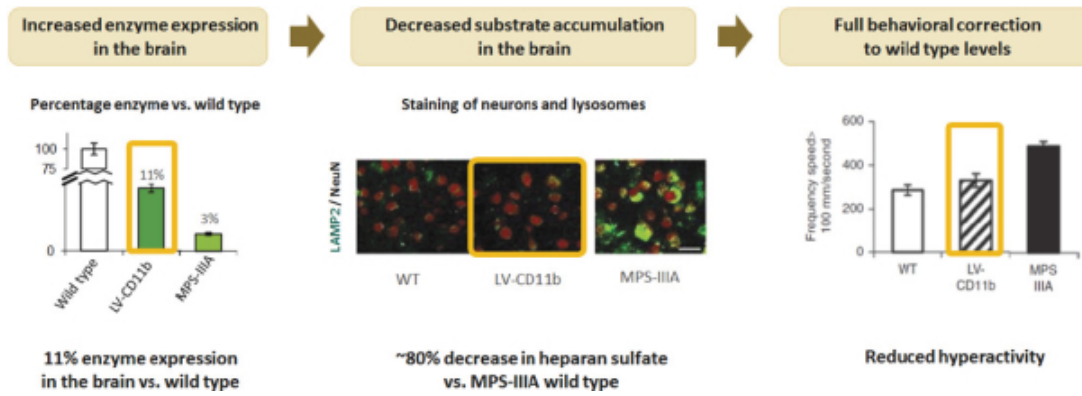 Increased enzyme expression
in the brain
Decreased substrate accumulation
in the brain
Full behavioral correction
to wild type levels
Percentage enzyme vs. wild type
100
75
0
11%
3%
Wild type
LV-CD11b
MPS-IIIA
11% enzyme expression
in the brain vs. wild type
Staining of neurons and lysosomes
LAMP2 / NeuN
WT
LV-CD11b
MPS-IIIA
~80% decrease in heparan sulfate
vs. MPS-IIIA wild type
Frequency speed>
100 mm/second
600
400
200
0
WT
LV-
CD11b
MPS
IIIA
Reduced hyperactivity